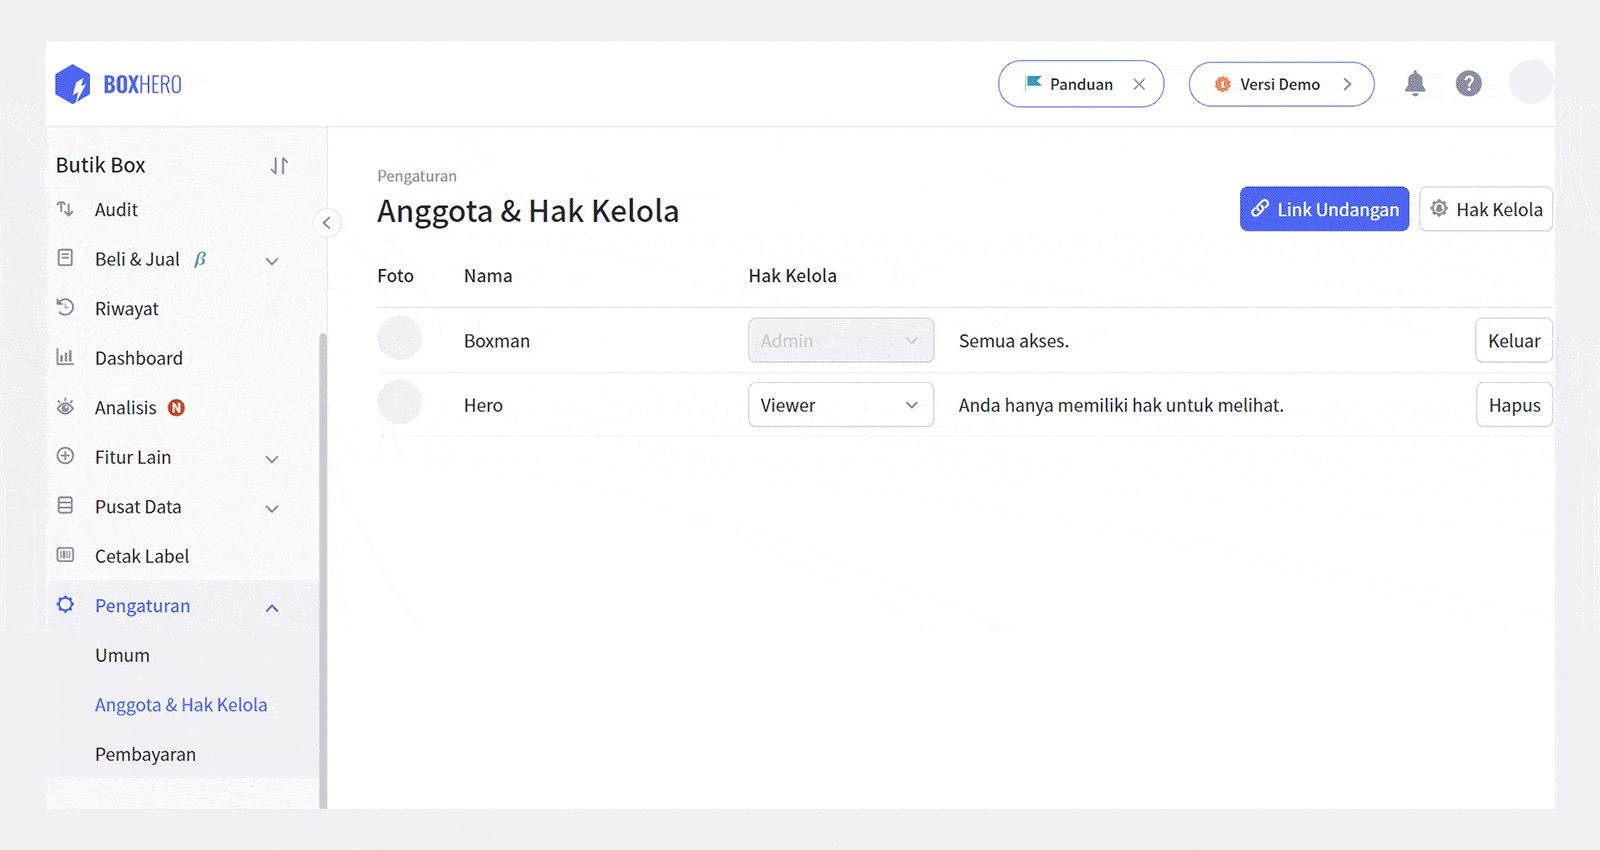 BOXHERO
Panduan
Versi Demo
Butik Box
Audit
Beli & Jual β
Riwayat
Dashboard
Analisis N
Fitur Lain
Pusat Data
Cetak Label
Pengaturan
Umum
Anggota & Hak Kelola
Pembayaran
Pengaturan
Anggota & Hak Kelola
Link Undangan
Hak Kelola
Foto Nama Hak Kelola
Boxman Admin Semua akses. Keluar
Hero Viewer Anda hanya memiliki hak untuk melihat. Hapus